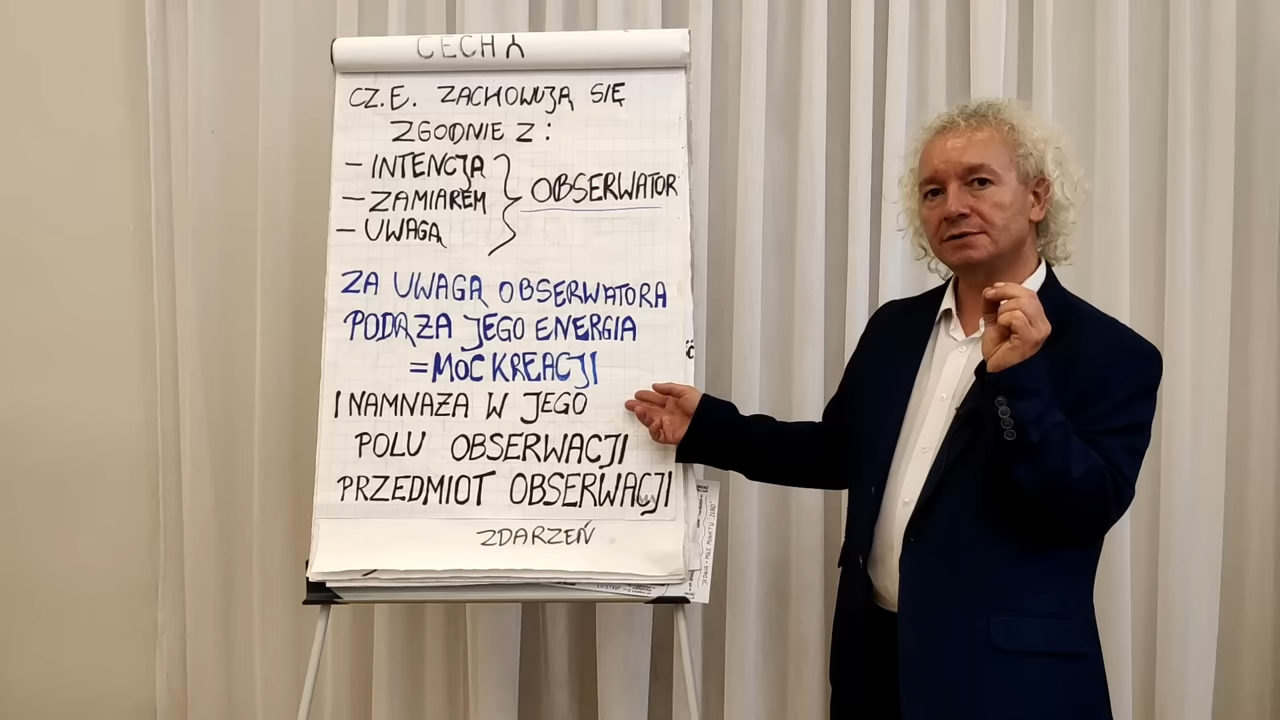 CECHY
CZ.E. ZACHOWUJĄ SIĘ
ZGODNIE Z:
– INTENCJĄ
– ZAMIAREM
– UWAGĄ
OBSERWATOR
ZA UWAGĄ OBSERWATORA
PODĄŻA JEGO ENERGIA
=MOC KREACJI
I NAMNAŻA W JEGO
POLU OBSERWACJI
PRZEDMIOT OBSERWACJI
ZDARZEŃ